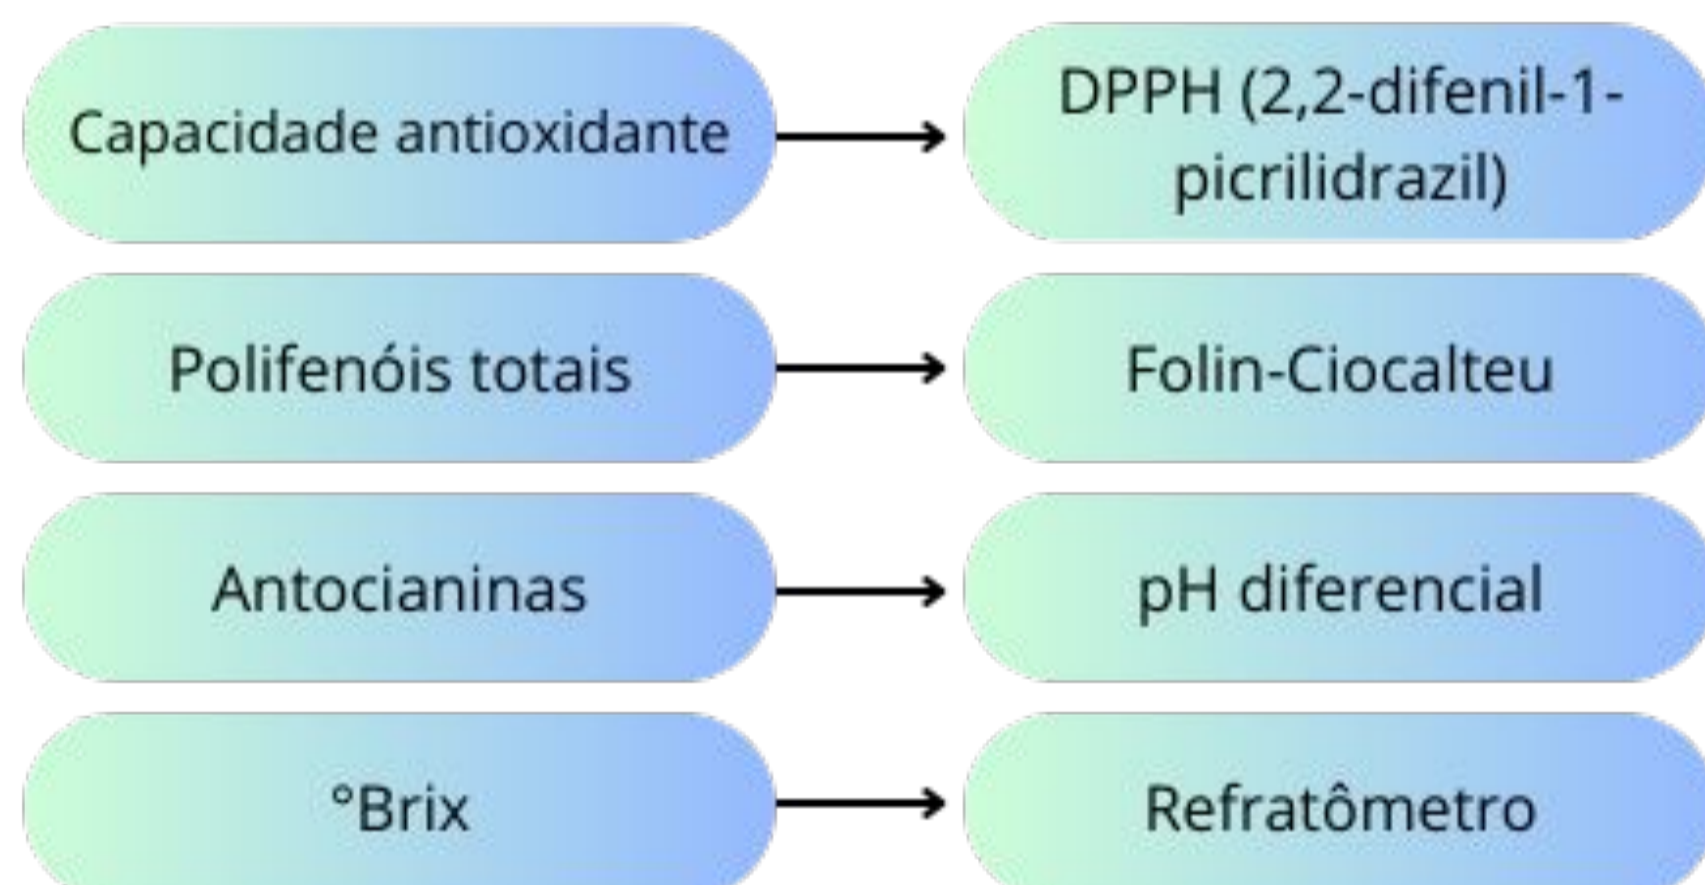 Capacidade antioxidante
DPPH (2,2-difenil-1-
picrilidrazil)
Polifenóis totais
Folin-Ciocalteu
Antocianinas
pH diferencial
°Brix
Refratômetro